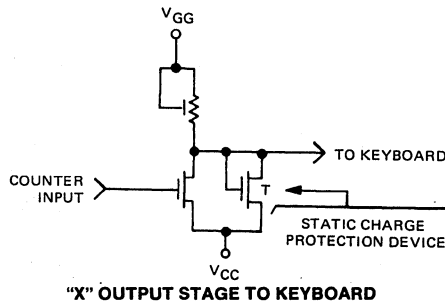 VGG
TO KEYBOARD
COUNTER
INPUT
T
STATIC CHARGE
PROTECTION DEVICE
VCC
“X” OUTPUT STAGE TO KEYBOARD